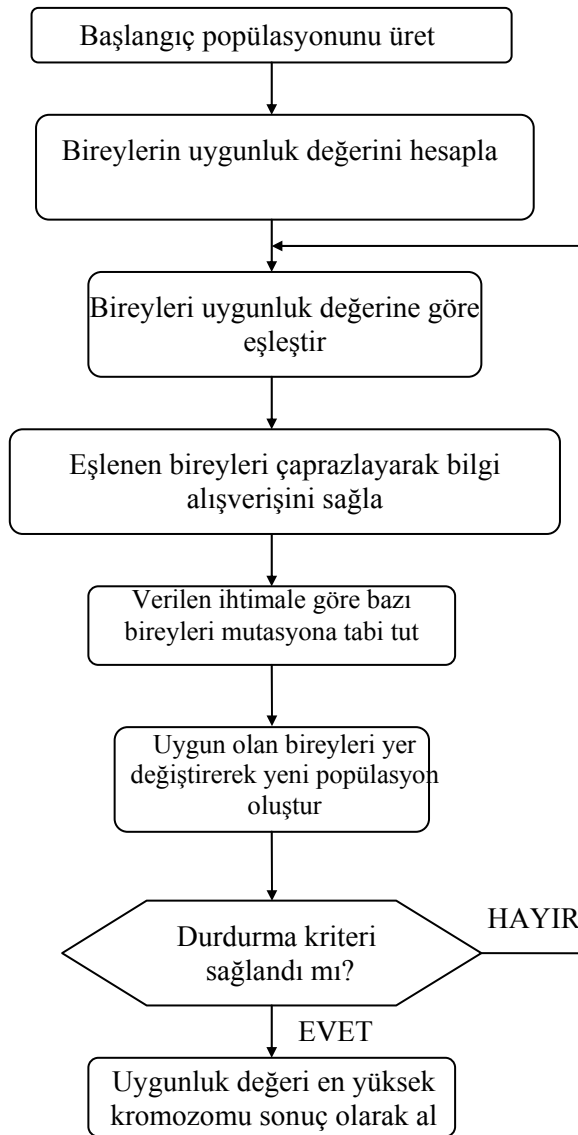 Başlangıç popülasyonunu üret
Bireylerin uygunluk değerini hesapla
Bireyleri uygunluk değerine göre
eşleştir
Eşlenen bireyleri çaprazlayarak bilgi
alışverişini sağla
Verilen ihtimale göre bazı
bireyleri mutasyona tabi tut
Uygun olan bireyleri yer
değiştirerek yeni popülasyon
oluştur
Durdurma kriteri
sağlandı mı?
HAYIR
EVET
Uygunluk değeri en yüksek
kromozomu sonuç olarak al